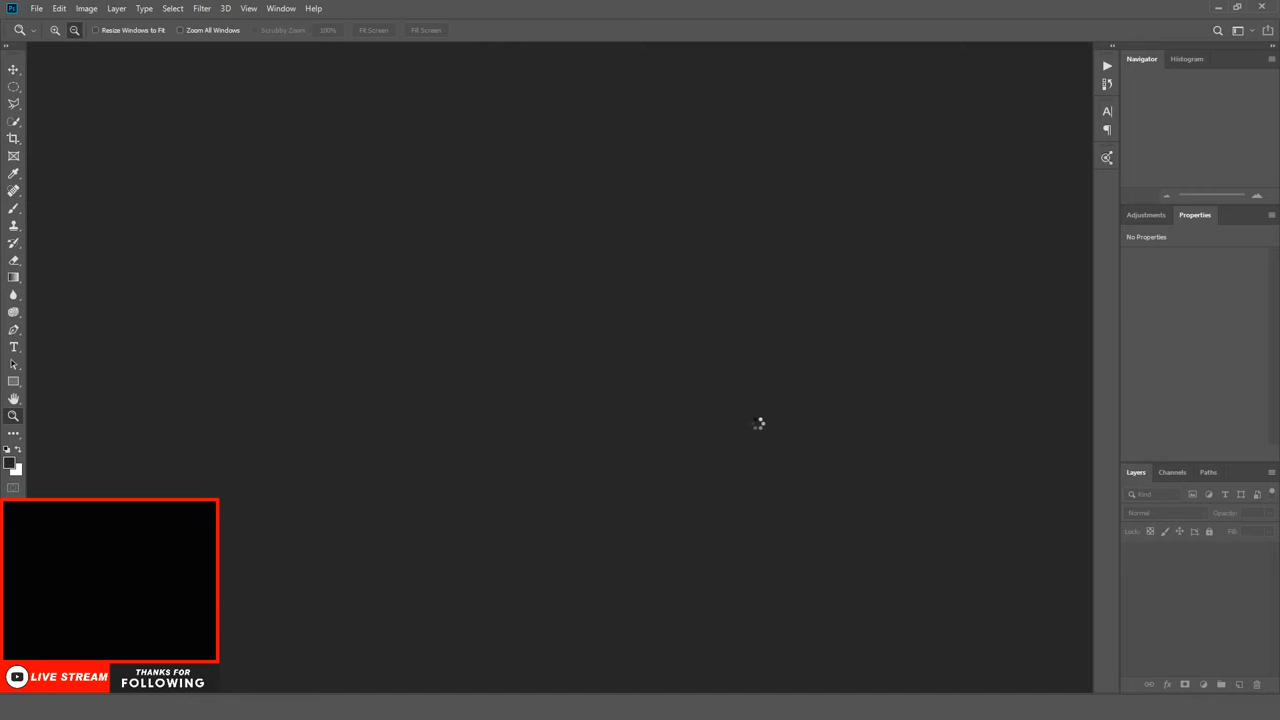 Ps File Edit Image Layer Type Select Filter 3D View Window Help
Resize Windows to Fit Zoom All Windows Scrubby Zoom 100% Fit Screen Fill Screen
Navigator Histogram
Adjustments Properties
No Properties
Layers Channels Paths
Kind
Normal Opacity:
Lock: Fill:
LIVE STREAM
THANKS FOR
FOLLOWING